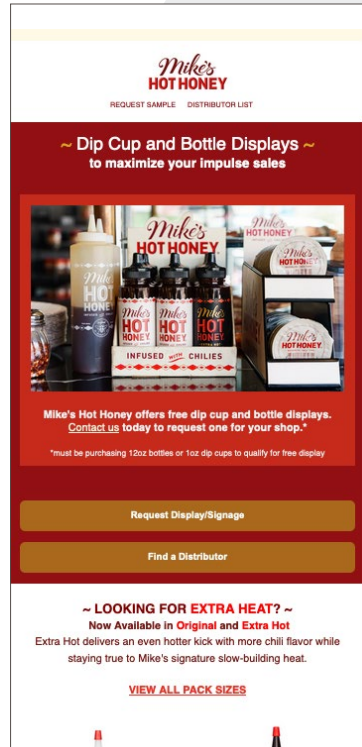 Mike's
HOT HONEY
REQUEST SAMPLE DISTRIBUTOR LIST
~ Dip Cup and Bottle Displays ~
to maximize your impulse sales
Mike's
HOT HONEY
Mike's
HOT HONEY
Mike's
HOT HONEY
Mike's
HOT
HONEY
Mike's
HOT
HONEY
Mike's
HOT
HONEY
Mike's
HOT
HONEY
INFUSED WITH CHILIES
Mike's
HOT HONEY
Mike's Hot Honey offers free dip cup and bottle displays.
Contact us today to request one for your shop.*
*must be purchasing 12oz bottles or 1oz dip cups to qualify for free display
Request Display/Signage
Find a Distributor
~ LOOKING FOR EXTRA HEAT? ~
Now Available in Original and Extra Hot
Extra Hot delivers an even hotter kick with more chili flavor while
staying true to Mike's signature slow-building heat.
VIEW ALL PACK SIZES